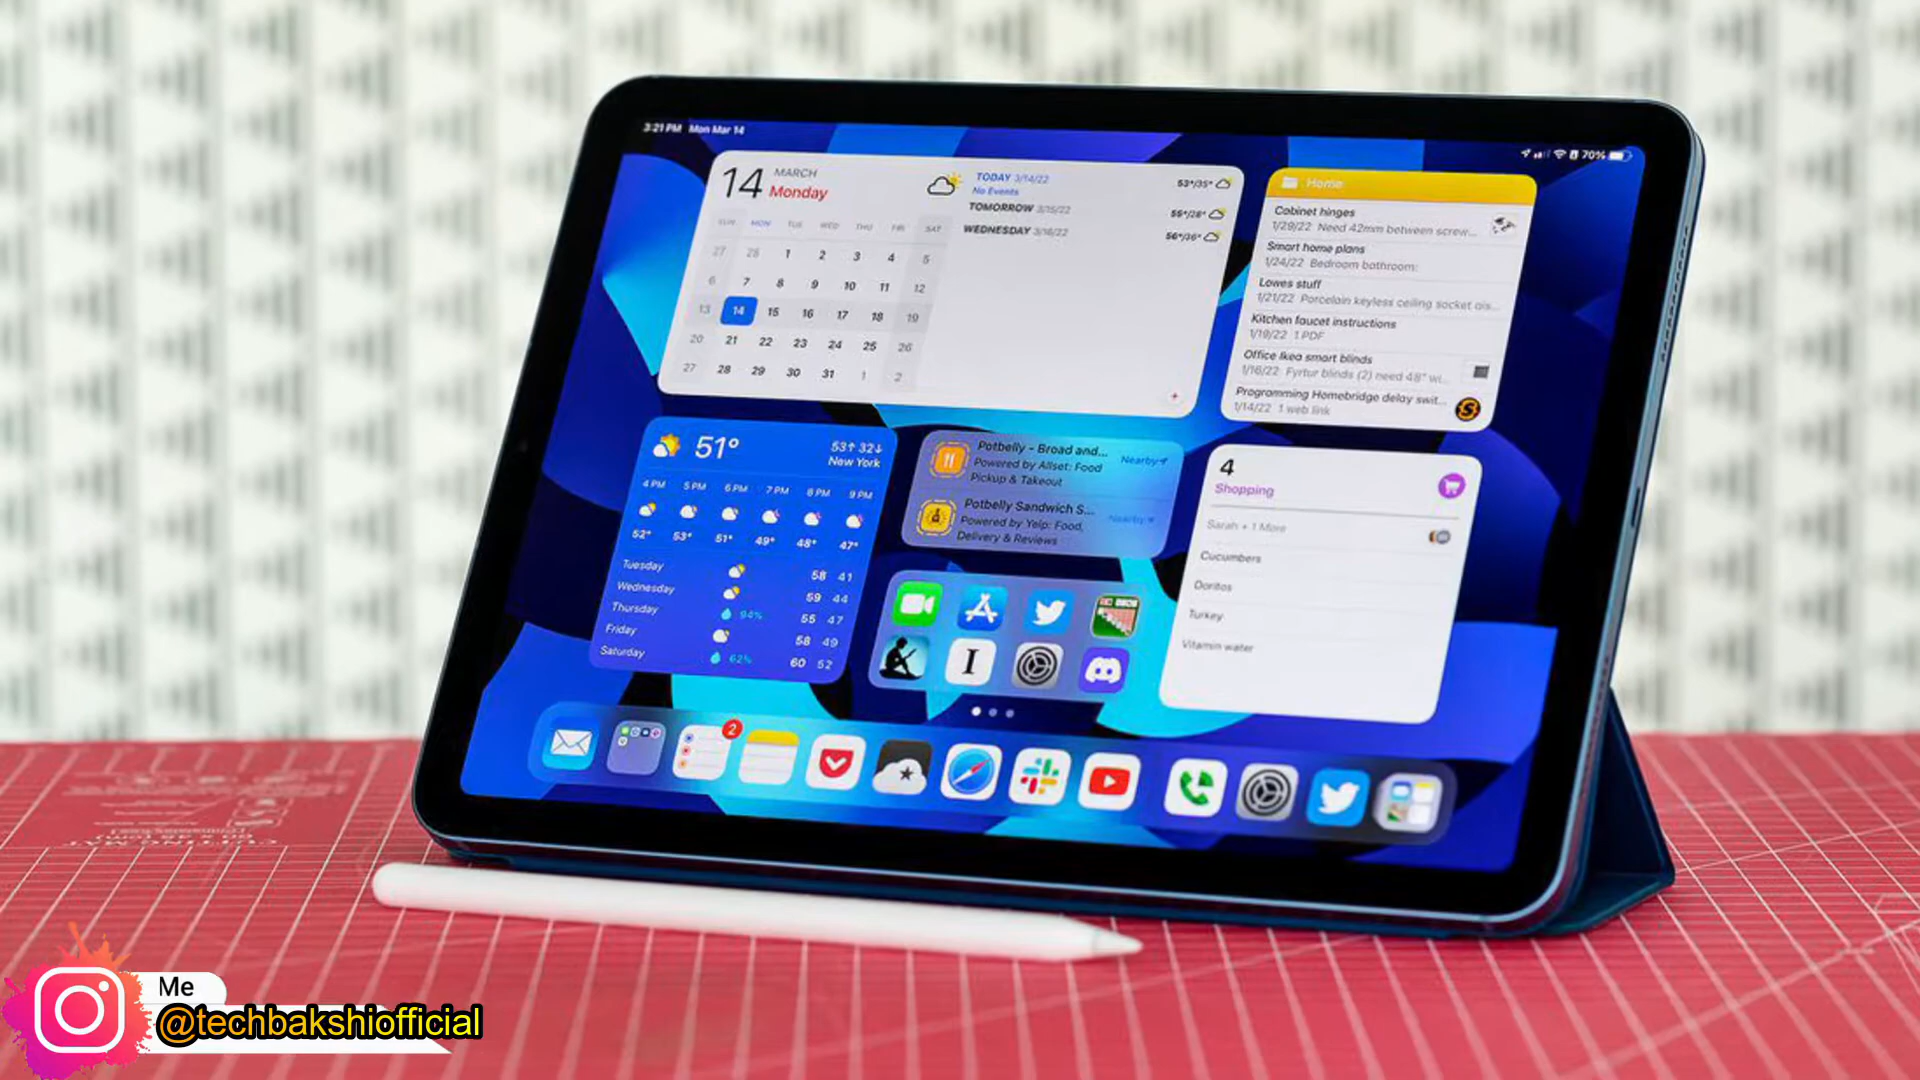 3:21 PM Mon Mar 14
70%
14 MARCH
Monday
SUN MON TUE WED THU FRI SAT
27 28 1 2 3 4 5
6 7 8 9 10 11 12
13 14 15 16 17 18 19
20 21 22 23 24 25 26
27 28 29 30 31 1 2
TODAY 3/14/22 53°/35°
No Events
TOMORROW 3/15/22
WEDNESDAY 3/16/22
Home
Cabinet hinges
1/29/22 Need 42mm between screw...
Smart home plans
1/24/22 Bedroom bathroom:
Lowes stuff
1/21/22 Porcelain keyless ceiling socket ais...
Kitchen faucet instructions
1/19/22 1 PDF
Office Ikea smart blinds
1/16/22 Fyrtur blinds (2) need 48" wi...
Programming Homebridge delay swit...
1/14/22 1 web link
51° 53↑ 32↓
New York
4 PM 5 PM 6 PM 7 PM 8 PM 9 PM
52° 53° 51° 49° 48° 47°
Tuesday 58 41
Wednesday 59 44
Thursday 94% 55 47
Friday 58 49
Saturday 62% 60 52
Potbelly - Broad and... Nearby
Powered by Allset: Food
Pickup & Takeout
Potbelly Sandwich S... Nearby
Powered by Yelp: Food,
Delivery & Reviews
4
Shopping
Sarah + 1 More
Cucumbers
Doritos
Turkey
Vitamin water
I
2
CUTTING MAT
Me
@techbakshiofficial